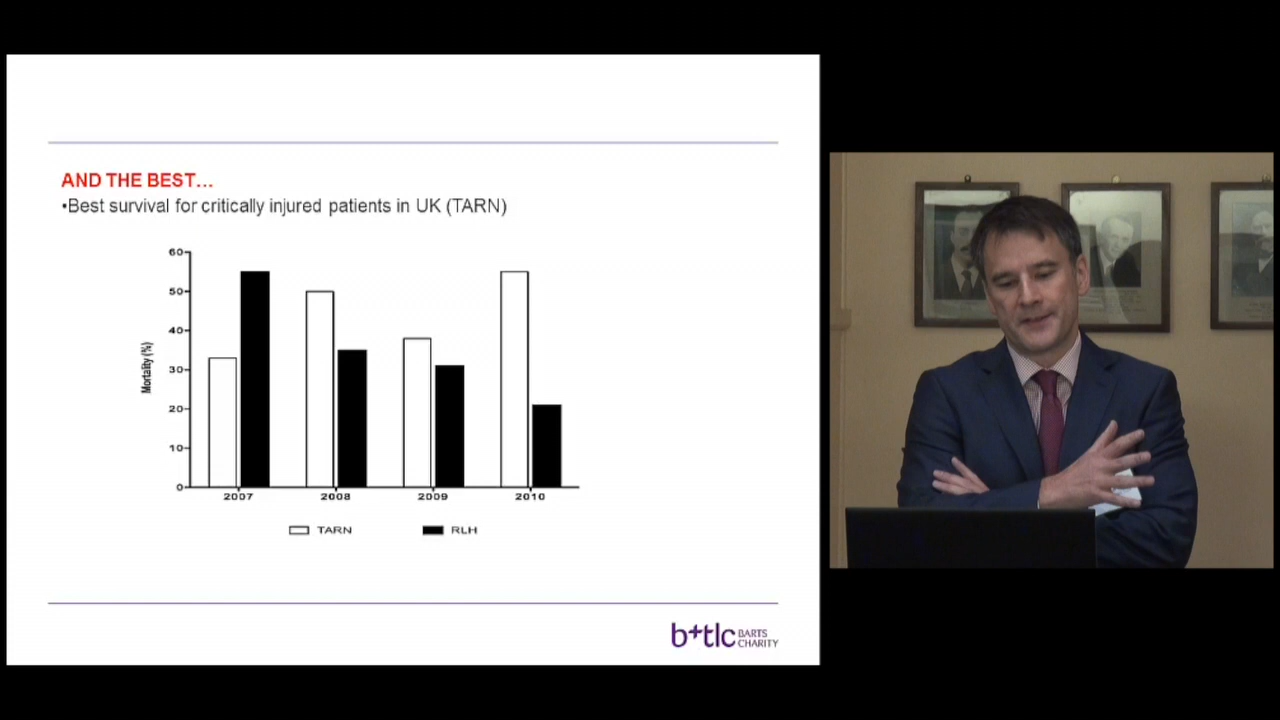 AND THE BEST...
•Best survival for critically injured patients in UK (TARN)
60
50
40
30
20
10
0
Mortality (%)
2007 2008 2009 2010
TARN RLH
b+tlc BARTS
CHARITY